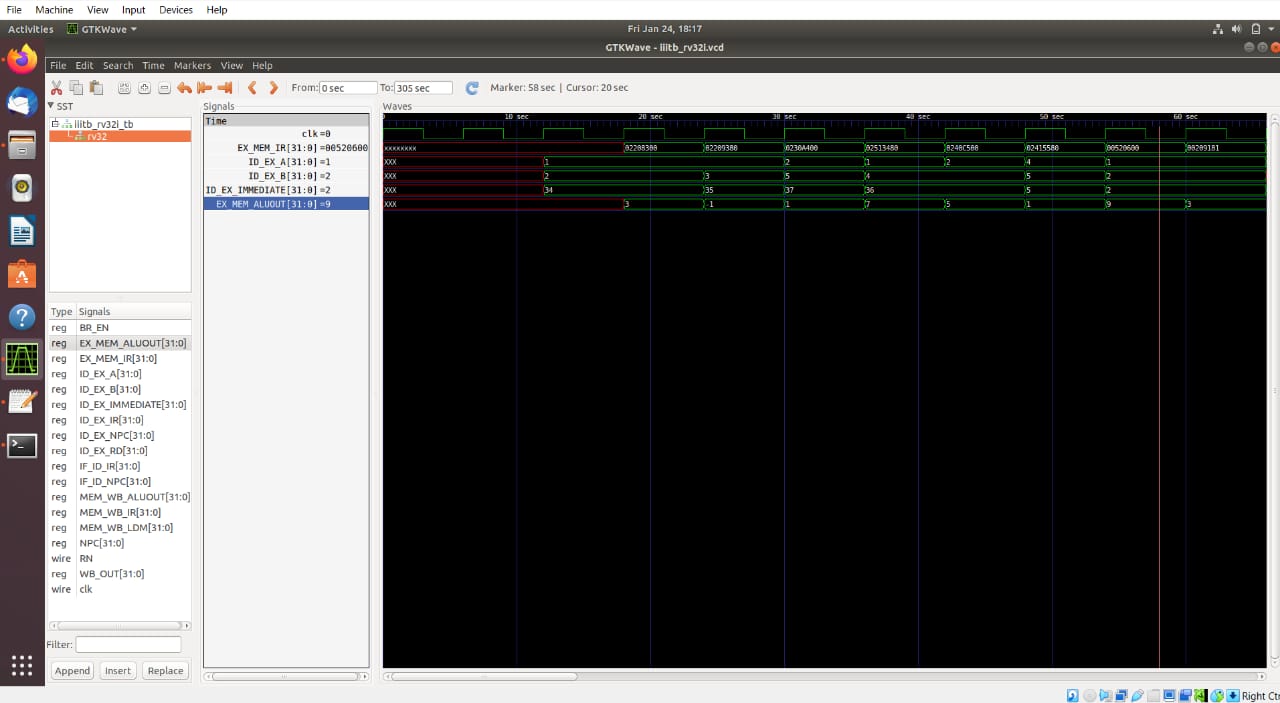 File Machine View Input Devices Help
Activities GTKWave Fri Jan 24, 18:17
GTKWave - iiitb_rv32i.vcd
File Edit Search Time Markers View Help
From: 0 sec To: 305 sec Marker: 58 sec | Cursor: 20 sec
SST
iiitb_rv32i_tb
rv32
Type Signals
reg BR_EN
reg EX_MEM_ALUOUT[31:0]
reg EX_MEM_IR[31:0]
reg ID_EX_A[31:0]
reg ID_EX_B[31:0]
reg ID_EX_IMMEDIATE[31:0]
reg ID_EX_IR[31:0]
reg ID_EX_NPC[31:0]
reg ID_EX_RD[31:0]
reg IF_ID_IR[31:0]
reg IF_ID_NPC[31:0]
reg MEM_WB_ALUOUT[31:0]
reg MEM_WB_IR[31:0]
reg MEM_WB_LDM[31:0]
reg NPC[31:0]
wire RN
reg WB_OUT[31:0]
wire clk
Filter:
Append Insert Replace
Signals
Time
clk=0
EX_MEM_IR[31:0]=00520600
ID_EX_A[31:0]=1
ID_EX_B[31:0]=2
ID_EX_IMMEDIATE[31:0]=2
EX_MEM_ALUOUT[31:0]=9
Waves
0 10 sec 20 sec 30 sec 40 sec 50 sec 60 sec
xxxxxxxx 02208300 02209380 0230A400 02513480 0240C500 02415580 00520600 00209181
XXX 1 2 1 2 4 1
XXX 2 3 5 4 5 2
XXX 34 35 37 36 5 2
XXX 3 -1 1 7 5 1 9 3
Right Ctr